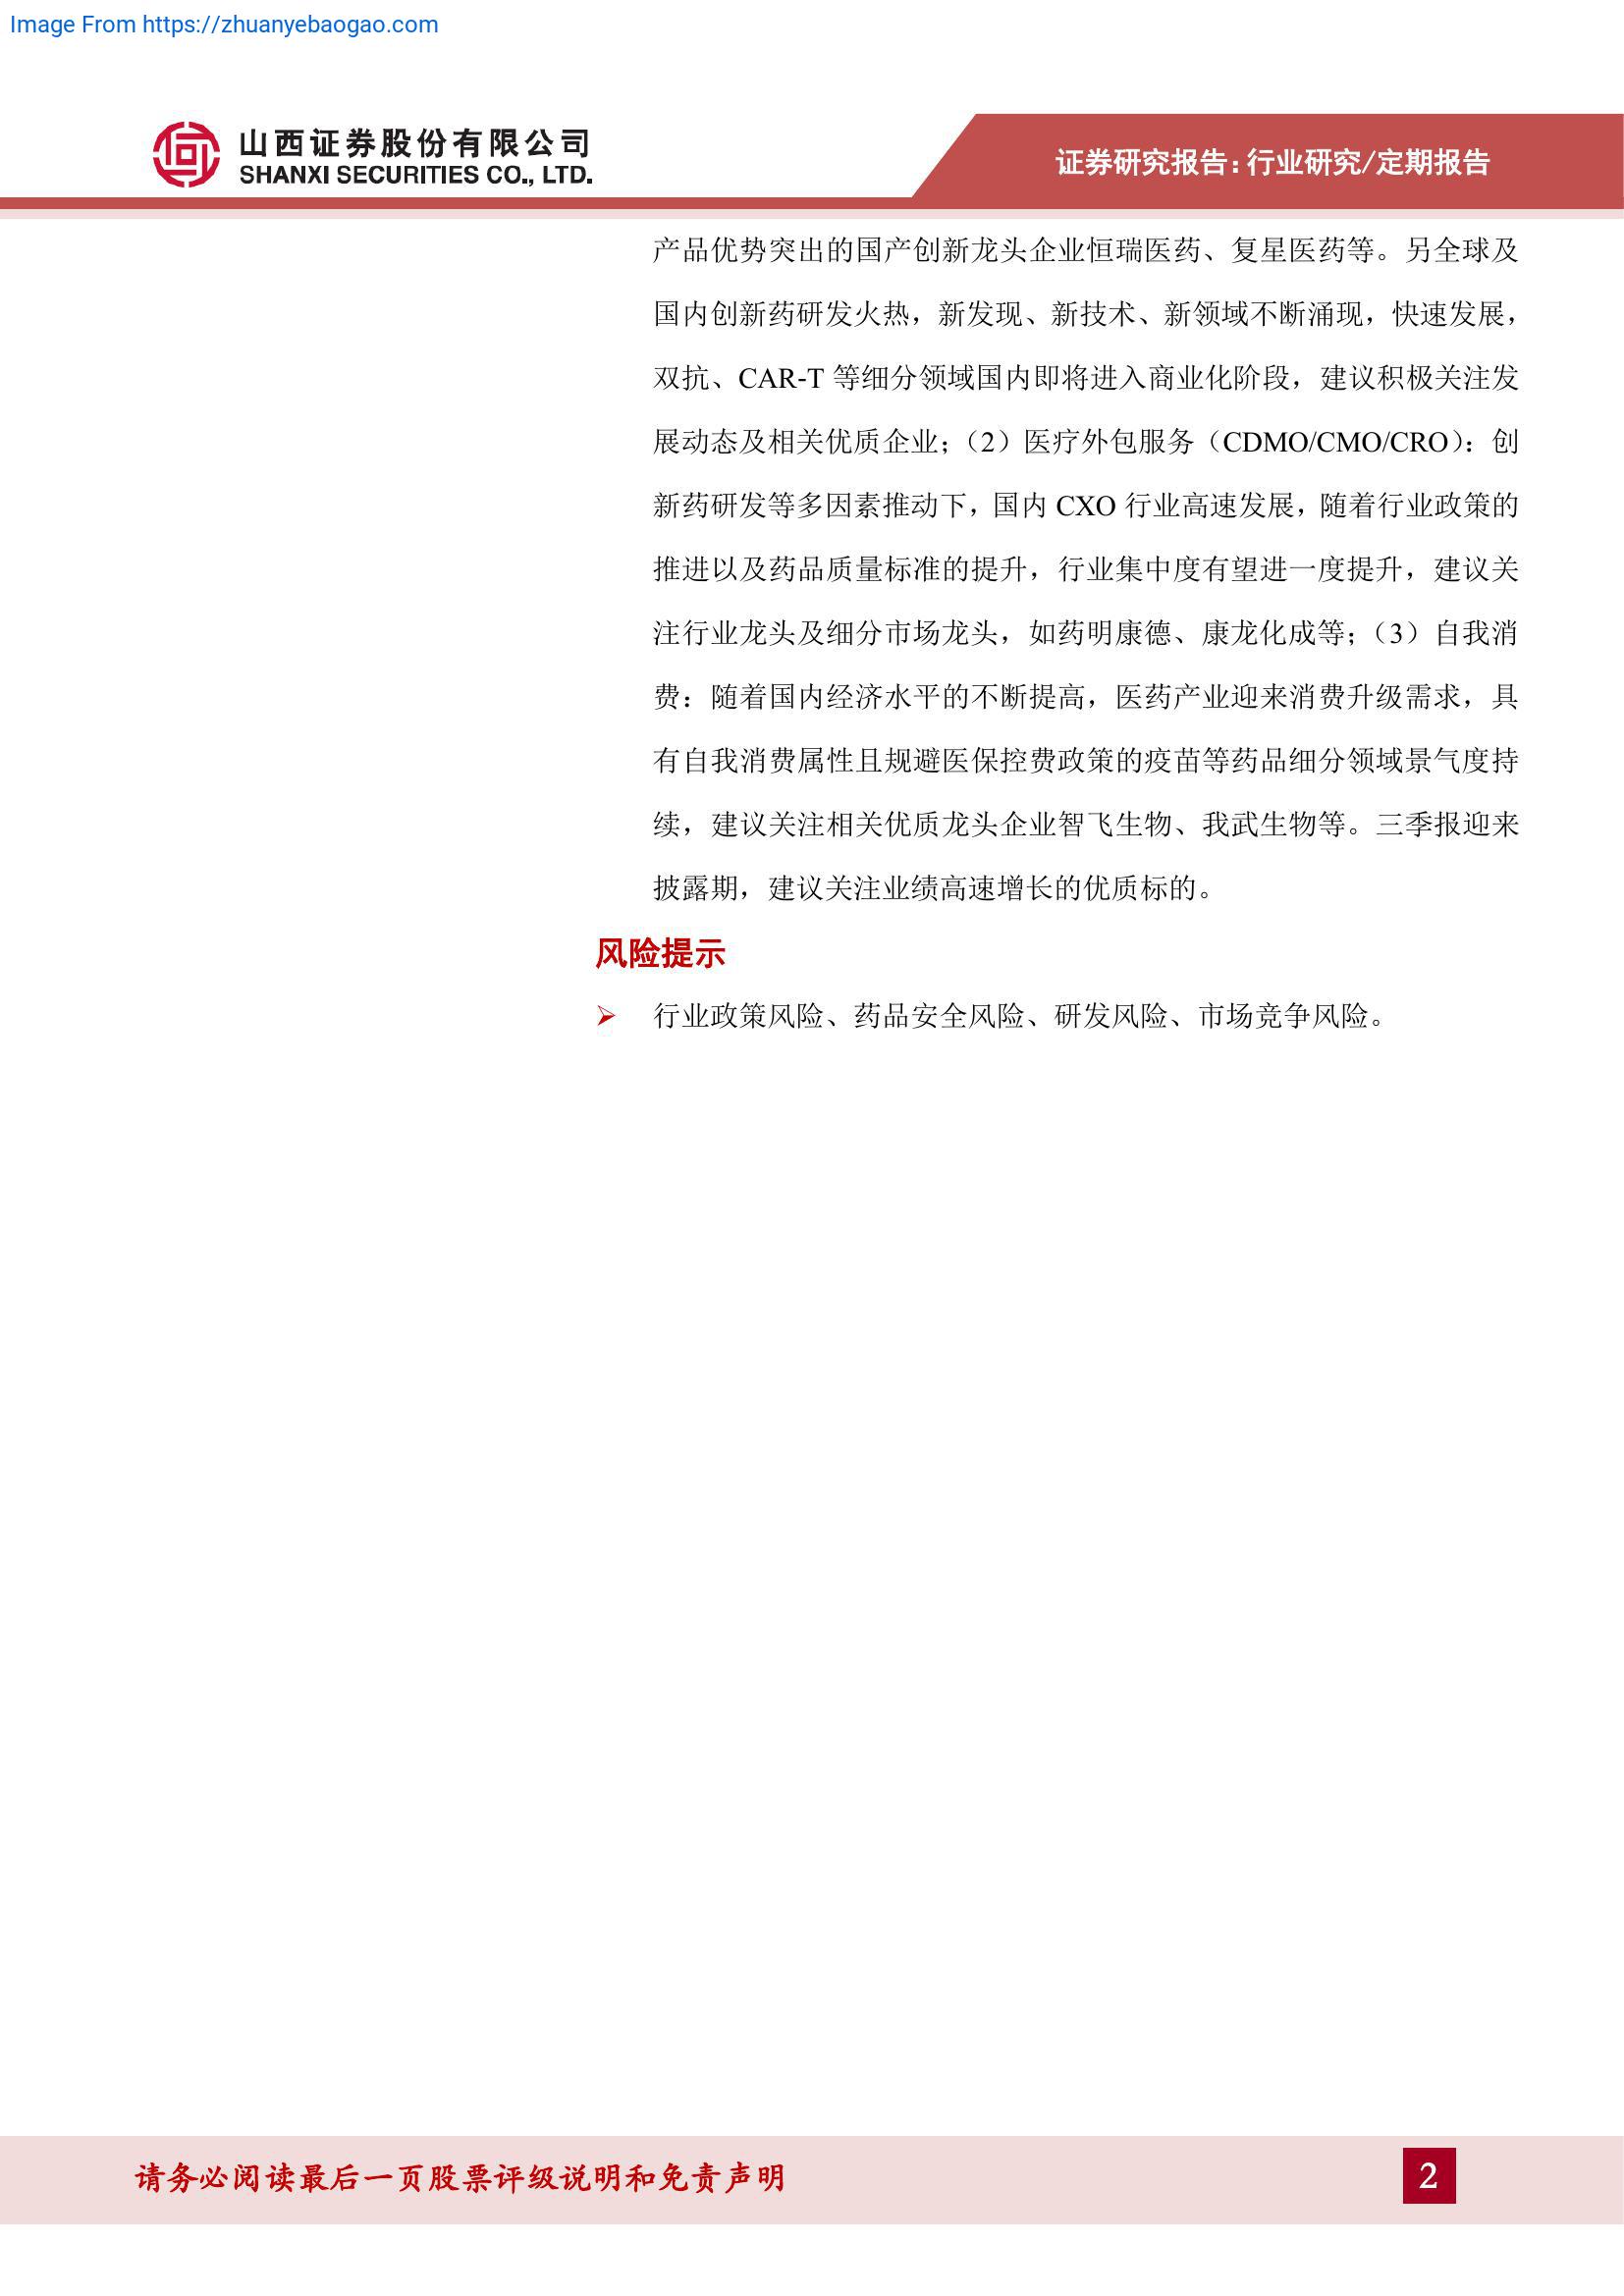 Image From https://zhuanyebaogao.com
山西证券股份有限公司
SHANXI SECURITIES CO., LTD.
证券研究报告：行业研究/定期报告
产品优势突出的国产创新龙头企业恒瑞医药、复星医药等。另全球及
国内创新药研发火热，新发现、新技术、新领域不断涌现，快速发展，
双抗、CAR-T 等细分领域国内即将进入商业化阶段，建议积极关注发
展动态及相关优质企业；（2）医疗外包服务（CDMO/CMO/CRO）：创
新药研发等多因素推动下，国内 CXO 行业高速发展，随着行业政策的
推进以及药品质量标准的提升，行业集中度有望进一度提升，建议关
注行业龙头及细分市场龙头，如药明康德、康龙化成等；（3）自我消
费：随着国内经济水平的不断提高，医药产业迎来消费升级需求，具
有自我消费属性且规避医保控费政策的疫苗等药品细分领域景气度持
续，建议关注相关优质龙头企业智飞生物、我武生物等。三季报迎来
披露期，建议关注业绩高速增长的优质标的。
风险提示
行业政策风险、药品安全风险、研发风险、市场竞争风险。
请务必阅读最后一页股票评级说明和免责声明
2